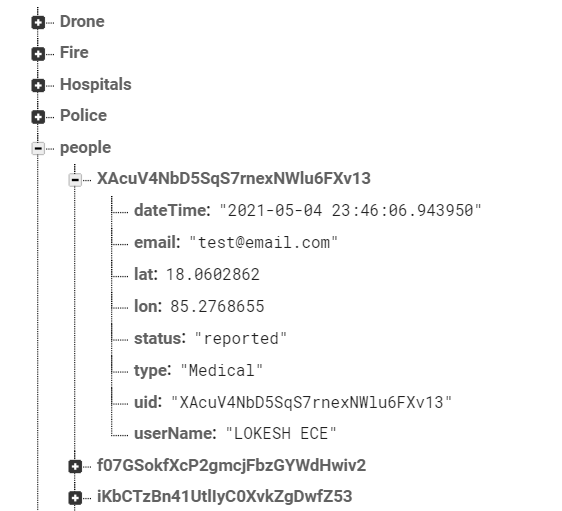 Drone
Fire
Hospitals
Police
people
XAcuV4NbD5SqS7rnexNWlu6FXv13
dateTime: "2021-05-04 23:46:06.943950"
email: "test@email.com"
lat: 18.0602862
lon: 85.2768655
status: "reported"
type: "Medical"
uid: "XAcuV4NbD5SqS7rnexNWlu6FXv13"
userName: "LOKESH ECE"
f07GSokfXcP2gmcjFbzGYWdHwiv2
iKbCTzBn41UtlIyC0XvkZgDwfZ53